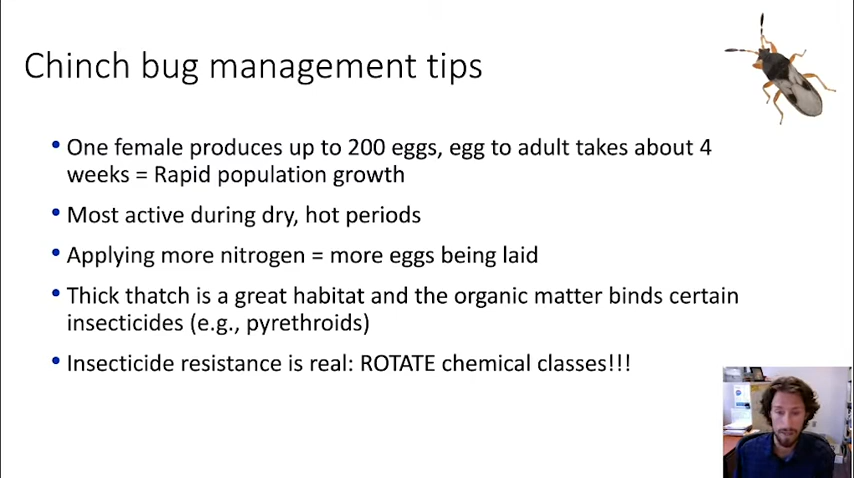 Chinch bug management tips
• One female produces up to 200 eggs, egg to adult takes about 4
weeks = Rapid population growth
• Most active during dry, hot periods
• Applying more nitrogen = more eggs being laid
• Thick thatch is a great habitat and the organic matter binds certain
insecticides (e.g., pyrethroids)
• Insecticide resistance is real: ROTATE chemical classes!!!